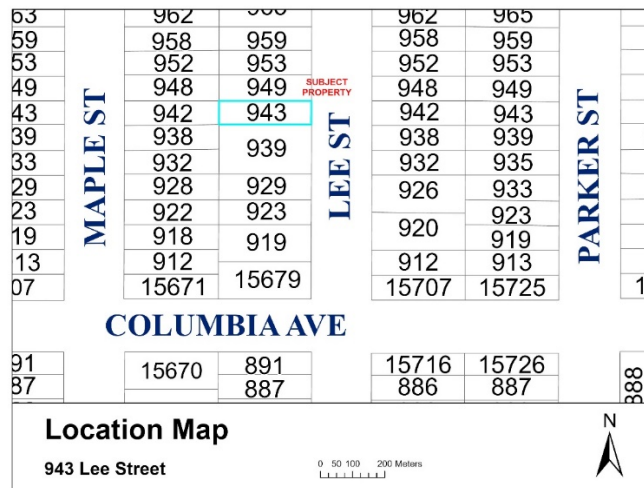 63 962 962 965
59 958 959 958 959
53 952 953 952 953
49 948 949 SUBJECT PROPERTY 948 949
43 942 943 942 943
39 938 939 938 939
33 932 932 935
29 928 929 926 933
23 922 923 920 923
19 918 919 919
13 912 912 913
07 15671 15679 15707 15725 1
MAPLE ST
LEE ST
PARKER ST
COLUMBIA AVE
91 15670 891 15716 15726
87 887 886 887 888
Location Map
943 Lee Street
0 50 100 200 Meters
N